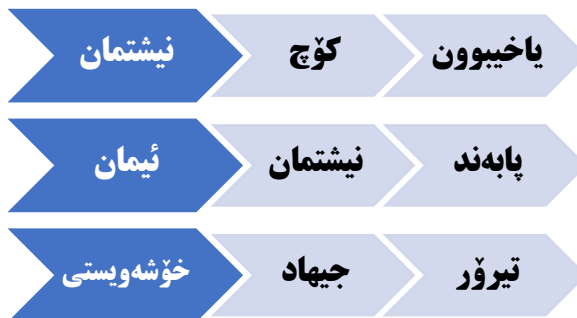 نیشتمان کۆچ یاخیبوون
ئیمان نیشتمان پابەند
خۆشەویستی جیهاد تیرۆر